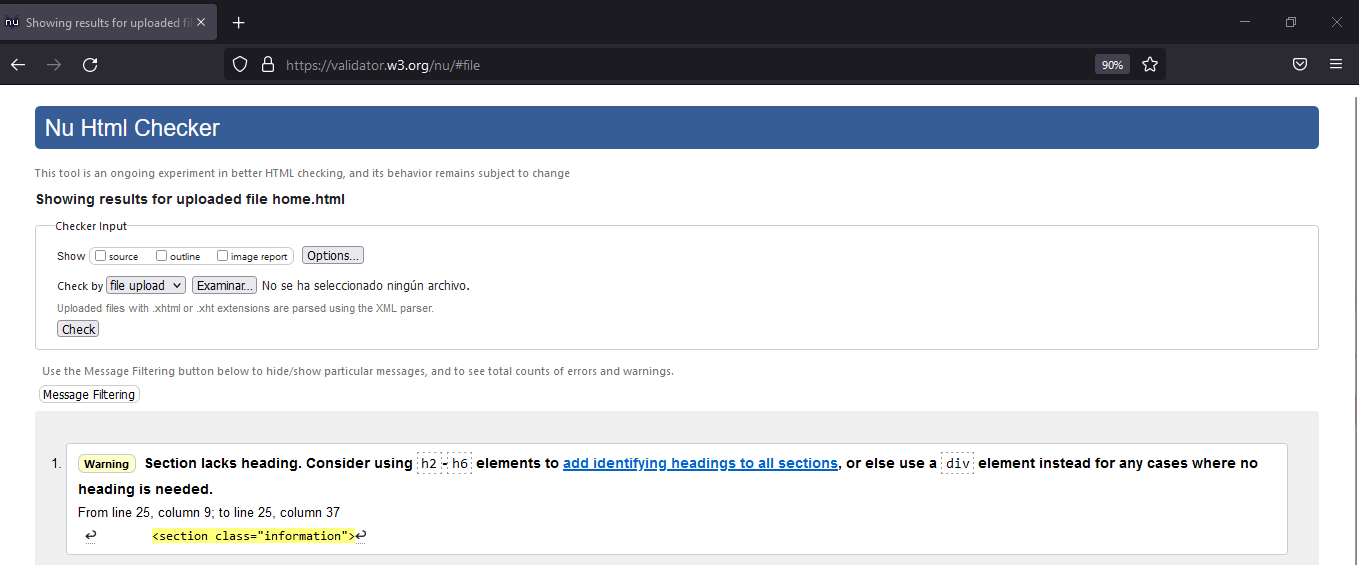 nu Showing results for uploaded fi
https://validator.w3.org/nu/#file 90%
Nu Html Checker
This tool is an ongoing experiment in better HTML checking, and its behavior remains subject to change
Showing results for uploaded file home.html
Checker Input
Show source outline image report Options...
Check by file upload Examinar... No se ha seleccionado ningún archivo.
Uploaded files with .xhtml or .xht extensions are parsed using the XML parser.
Check
Use the Message Filtering button below to hide/show particular messages, and to see total counts of errors and warnings.
Message Filtering
1. Warning Section lacks heading. Consider using h2-h6 elements to add identifying headings to all sections, or else use a div element instead for any cases where no
heading is needed.
From line 25, column 9; to line 25, column 37
↩ <section class="information">↩